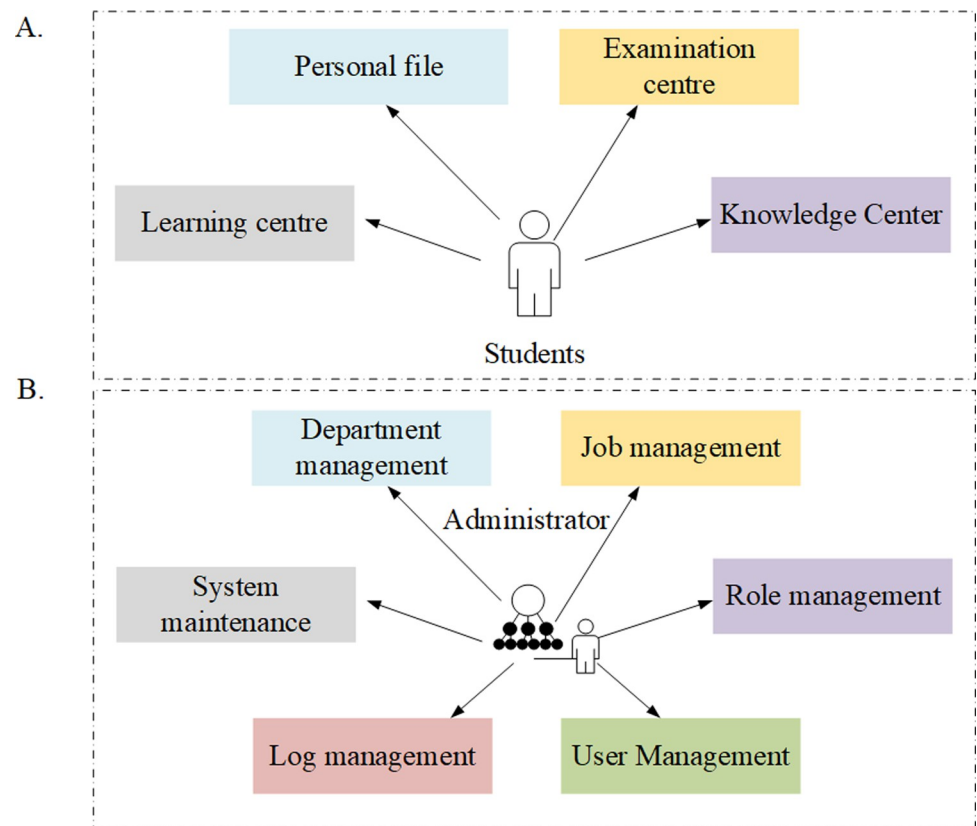 A.
Personal file
Examination
centre
Learning centre
Knowledge Center
Students
B.
Department
management
Job management
Administrator
System
maintenance
Role management
Log management
User Management